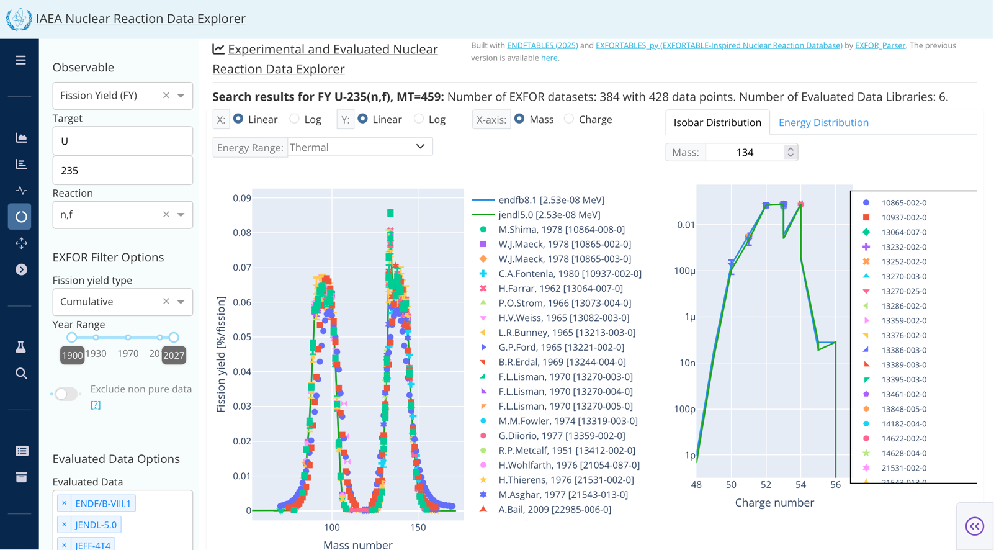 IAEA Nuclear Reaction Data Explorer
Observable
Fission Yield (FY)
Target
U
235
Reaction
n,f
EXFOR Filter Options
Fission yield type
Cumulative
Year Range
1900
1930
1970
20
2027
Exclude non pure data
[?]
Evaluated Data Options
Evaluated Data
× ENDF/B-VIII.1
× JENDL-5.0
× JEFF-4T4
Experimental and Evaluated Nuclear
Reaction Data Explorer
Built with ENDFTABLES (2025) and EXFORTABLES_py (EXFORTABLE-Inspired Nuclear Reaction Database) by EXFOR_Parser. The previous
version is available here.
Search results for FY U-235(n,f), MT=459: Number of EXFOR datasets: 384 with 428 data points. Number of Evaluated Data Libraries: 6.
X: Linear Log Y: Linear Log X-axis: Mass Charge
Energy Range: Thermal
Isobar Distribution Energy Distribution
Mass: 134
0.09
0.08
0.07
0.06
0.05
0.04
0.03
0.02
0.01
0
Fission yield [%/fission]
100 150
Mass number
endfb8.1 [2.53e-08 MeV]
jendl5.0 [2.53e-08 MeV]
M.Shima, 1978 [10864-008-0]
W.J.Maeck, 1978 [10865-002-0]
W.J.Maeck, 1978 [10865-003-0]
C.A.Fontenla, 1980 [10937-002-0]
H.Farrar, 1962 [13064-007-0]
P.O.Strom, 1966 [13073-004-0]
H.V.Weiss, 1965 [13082-003-0]
L.R.Bunney, 1965 [13213-003-0]
G.P.Ford, 1965 [13221-002-0]
B.R.Erdal, 1969 [13244-004-0]
F.L.Lisman, 1970 [13270-003-0]
F.L.Lisman, 1970 [13270-004-0]
F.L.Lisman, 1970 [13270-005-0]
M.M.Fowler, 1974 [13319-003-0]
G.Diiorio, 1977 [13359-002-0]
R.P.Metcalf, 1951 [13412-002-0]
H.Wohlfarth, 1976 [21054-087-0]
H.Thierens, 1976 [21531-002-0]
M.Asghar, 1977 [21543-013-0]
A.Bail, 2009 [22985-006-0]
0.01
100μ
1μ
10n
100p
1p
48 50 52 54 56
Charge number
10865-002-0
10937-002-0
13064-007-0
13232-002-0
13252-002-0
13270-003-0
13270-025-0
13286-002-0
13359-002-0
13376-002-0
13386-003-0
13389-003-0
13395-003-0
13461-002-0
13848-005-0
14182-004-0
14622-002-0
14628-004-0
21531-002-0
21543-013-0